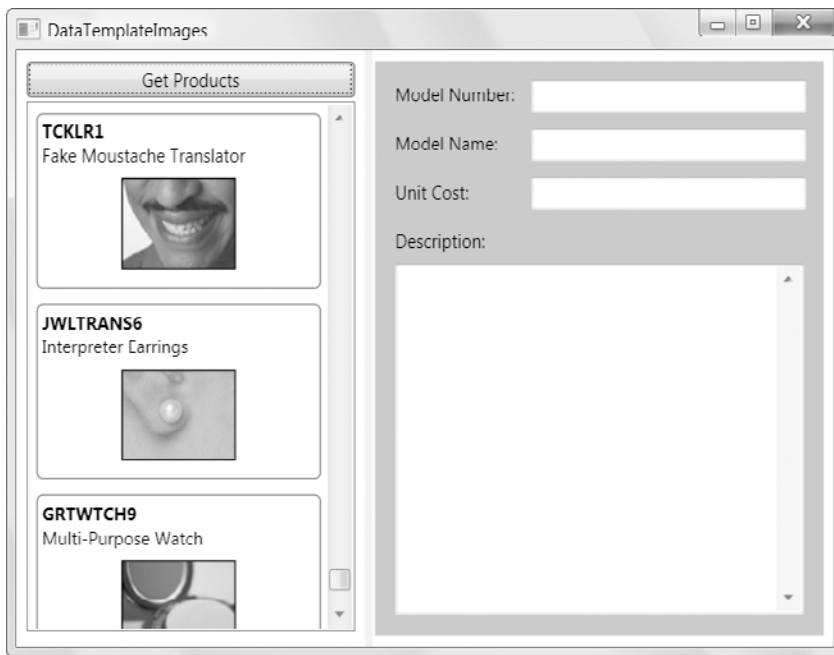 DataTemplateImages
Get Products
TCKLR1
Fake Moustache Translator
JWLTRANS6
Interpreter Earrings
GRTWTCH9
Multi-Purpose Watch
Model Number:
Model Name:
Unit Cost:
Description: